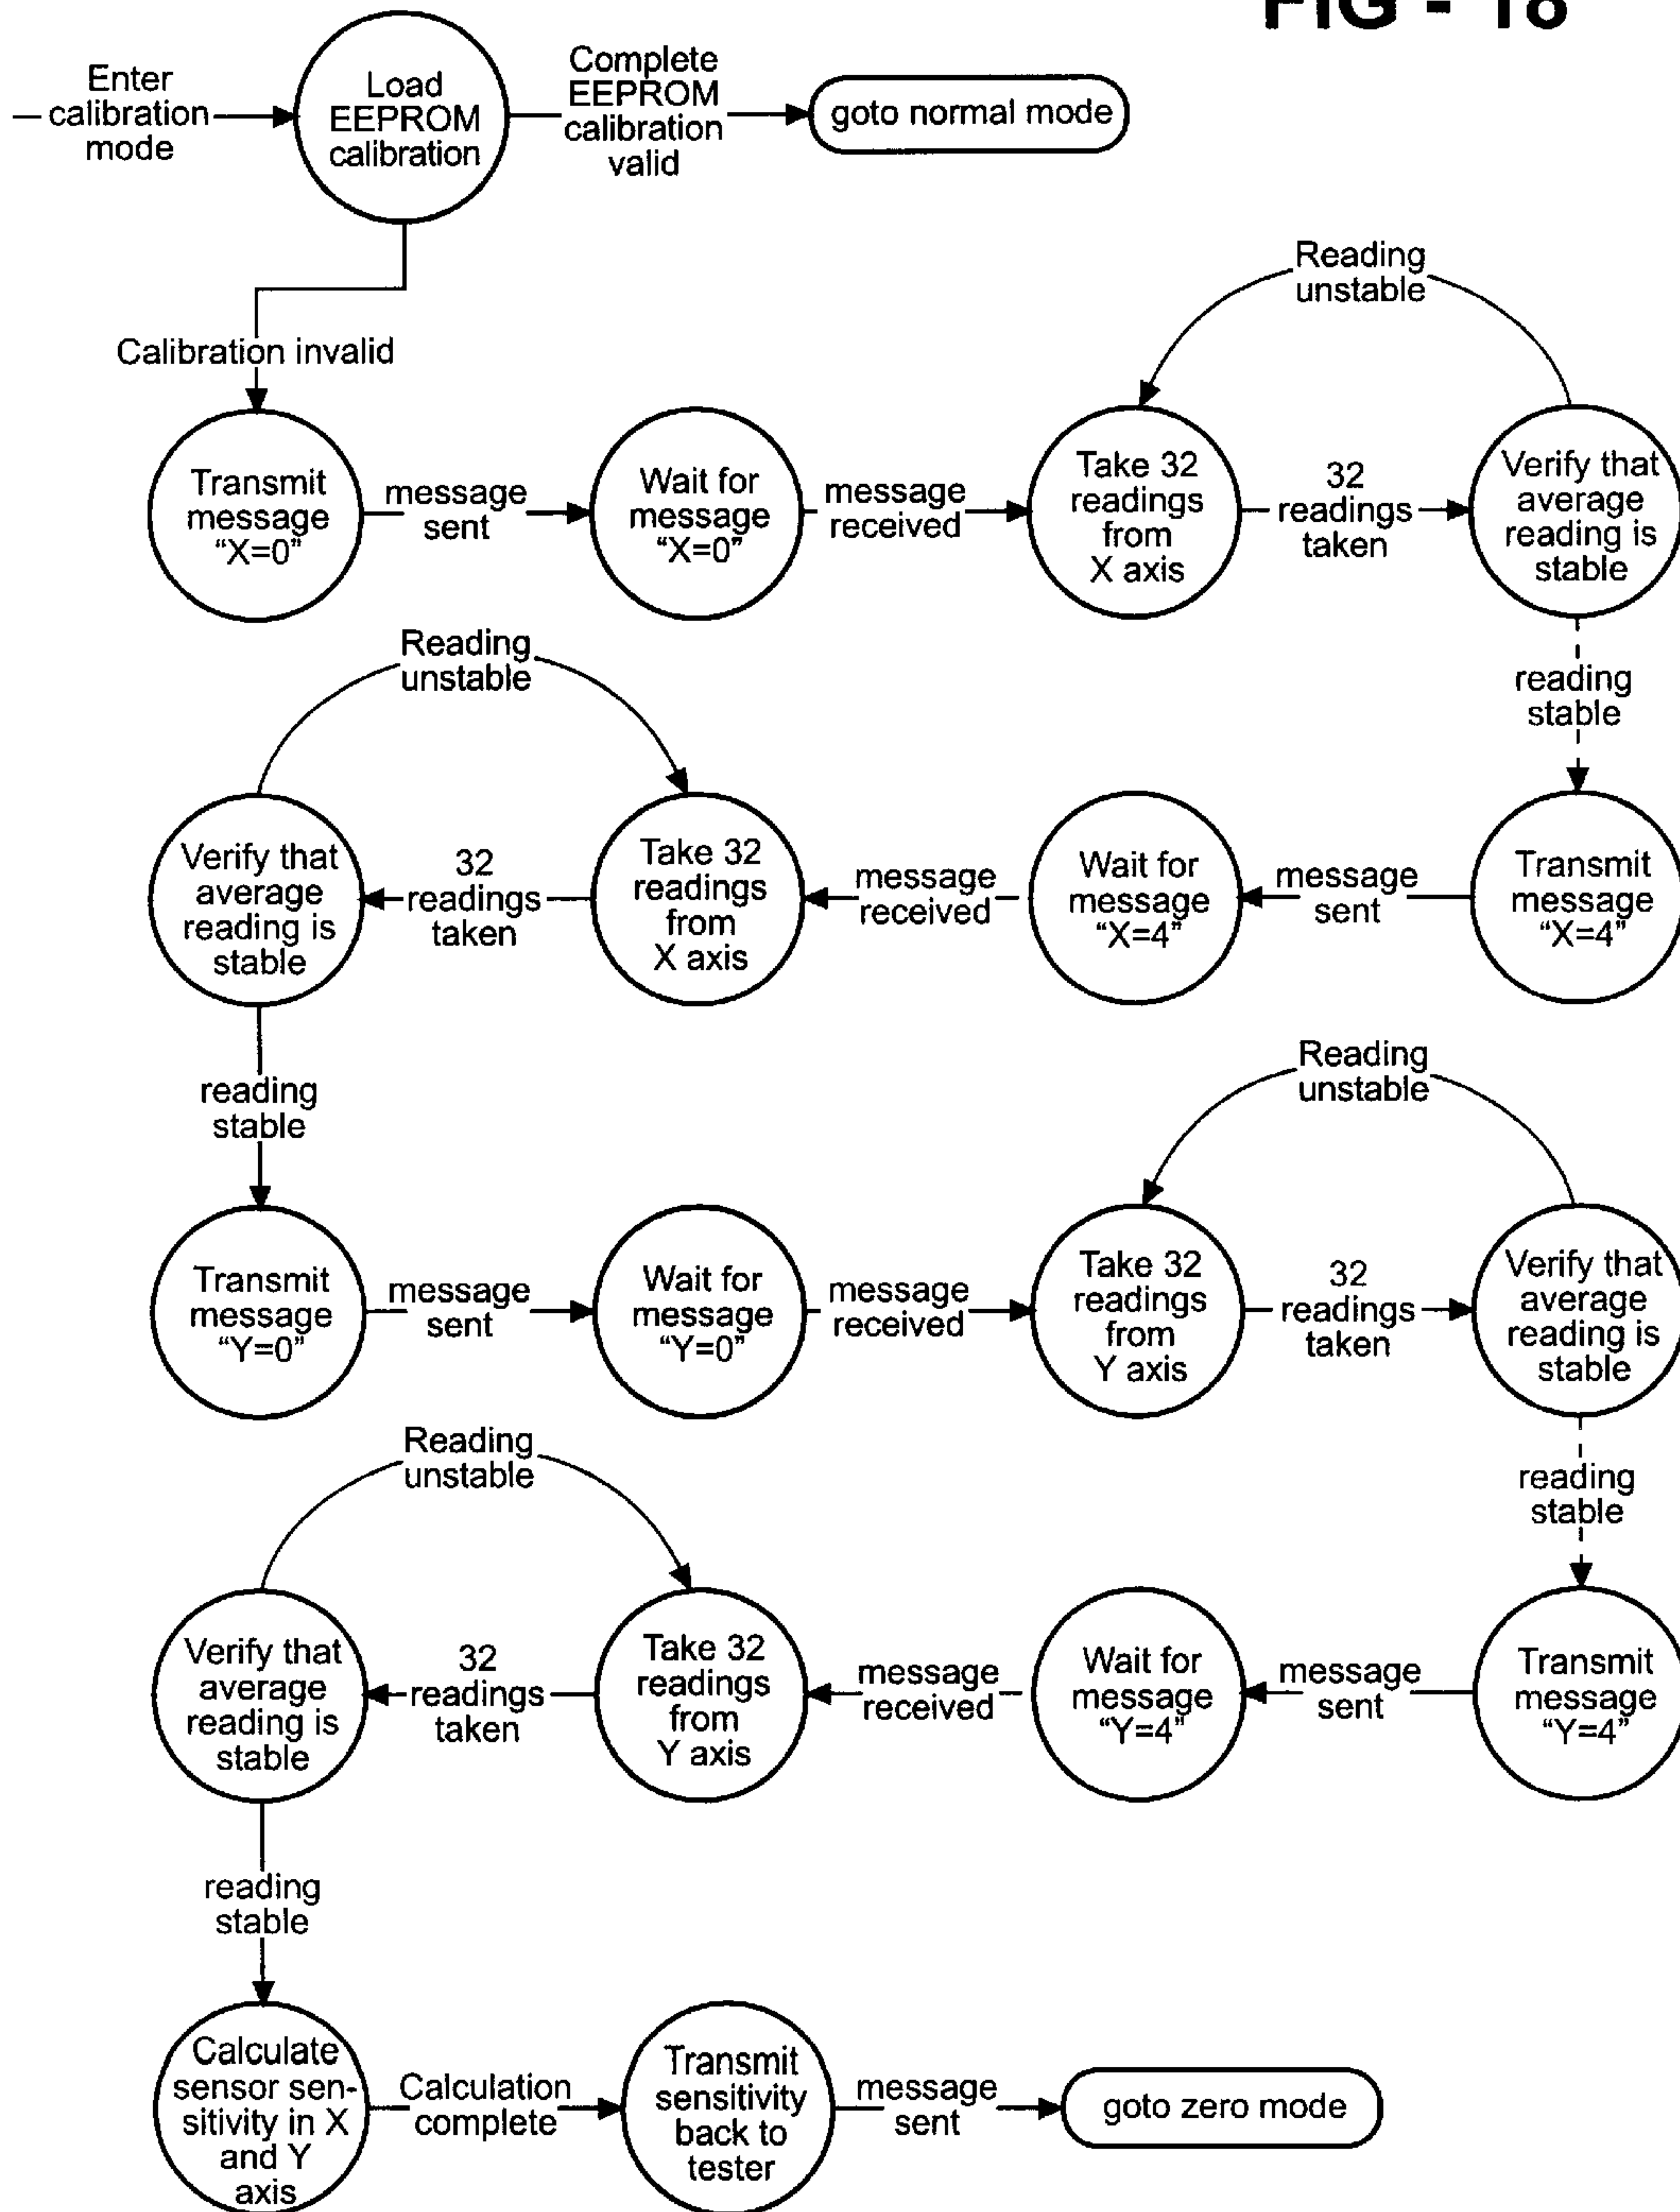 FIG - 18
Enter
calibration
mode
Load
EEPROM
calibration
Complete
EEPROM
calibration
valid
goto normal mode
Calibration invalid
Reading
unstable
Transmit
message
“X=0”
message
sent
Wait for
message
“X=0”
message
received
Take 32
readings
from
X axis
32
readings
taken
Verify that
average
reading is
stable
reading
stable
Reading
unstable
Verify that
average
reading is
stable
32
readings
taken
Take 32
readings
from
X axis
message
received
Wait for
message
“X=4”
message
sent
Transmit
message
“X=4”
reading
stable
Reading
unstable
Transmit
message
“Y=0”
message
sent
Wait for
message
“Y=0”
message
received
Take 32
readings
from
Y axis
32
readings
taken
Verify that
average
reading is
stable
reading
stable
Reading
unstable
Verify that
average
reading is
stable
32
readings
taken
Take 32
readings
from
Y axis
message
received
Wait for
message
“Y=4”
message
sent
Transmit
message
“Y=4”
reading
stable
Calculate
sensor sen-
sitivity in X
and Y
axis
Calculation
complete
Transmit
sensitivity
back to
tester
message
sent
goto zero mode